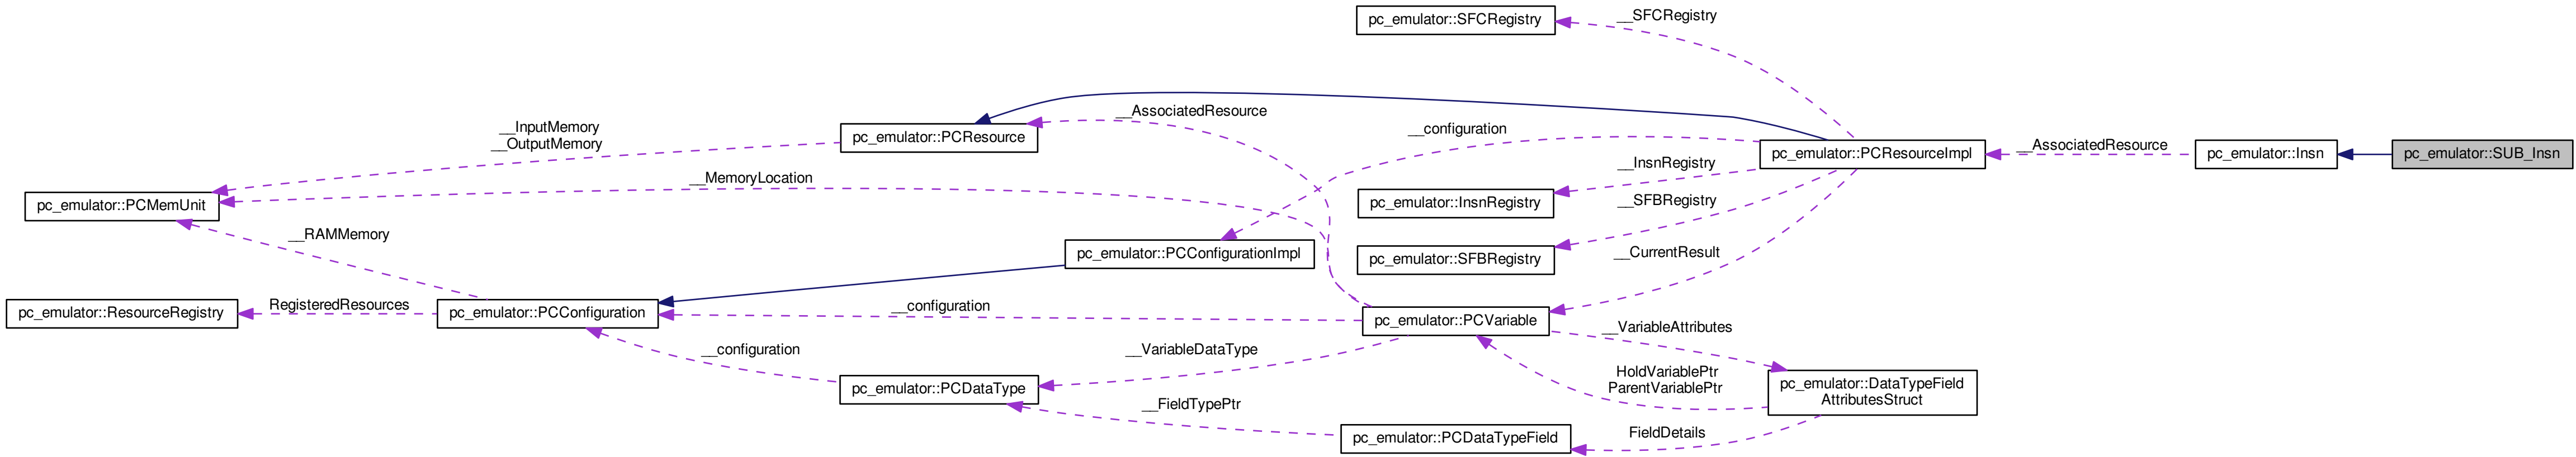 pc_emulator::SFCRegistry
__SFCRegistry
__AssociatedResource
__InputMemory
__OutputMemory
pc_emulator::PCResource
__configuration
pc_emulator::PCResourceImpl
__AssociatedResource
pc_emulator::Insn
pc_emulator::SUB_Insn
__InsnRegistry
__MemoryLocation
pc_emulator::PCMemUnit
pc_emulator::InsnRegistry
__SFBRegistry
__RAMMemory
pc_emulator::PCConfigurationImpl
pc_emulator::SFBRegistry
__CurrentResult
RegisteredResources
pc_emulator::ResourceRegistry
pc_emulator::PCConfiguration
__configuration
pc_emulator::PCVariable
__VariableAttributes
__configuration
__VariableDataType
HoldVariablePtr
ParentVariablePtr
pc_emulator::DataTypeField
AttributesStruct
pc_emulator::PCDataType
__FieldTypePtr
pc_emulator::PCDataTypeField
FieldDetails